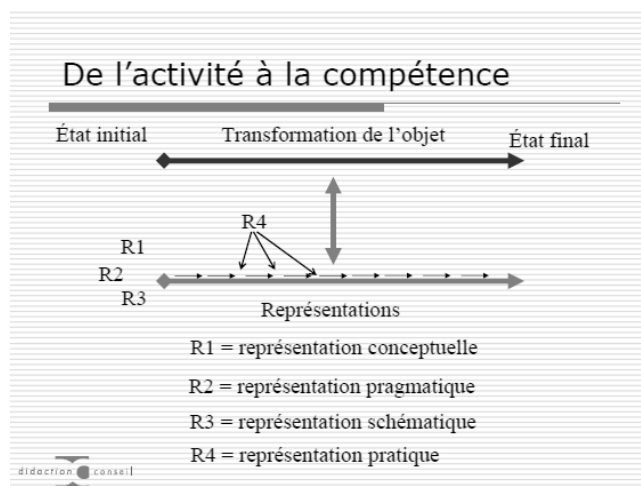 De l'activité à la compétence
État initial
Transformation de l'objet
État final
R4
R1
R2
R3
Représentations
R1 = représentation conceptuelle
R2 = représentation pragmatique
R3 = représentation schématique
R4 = représentation pratique
didaction conseil